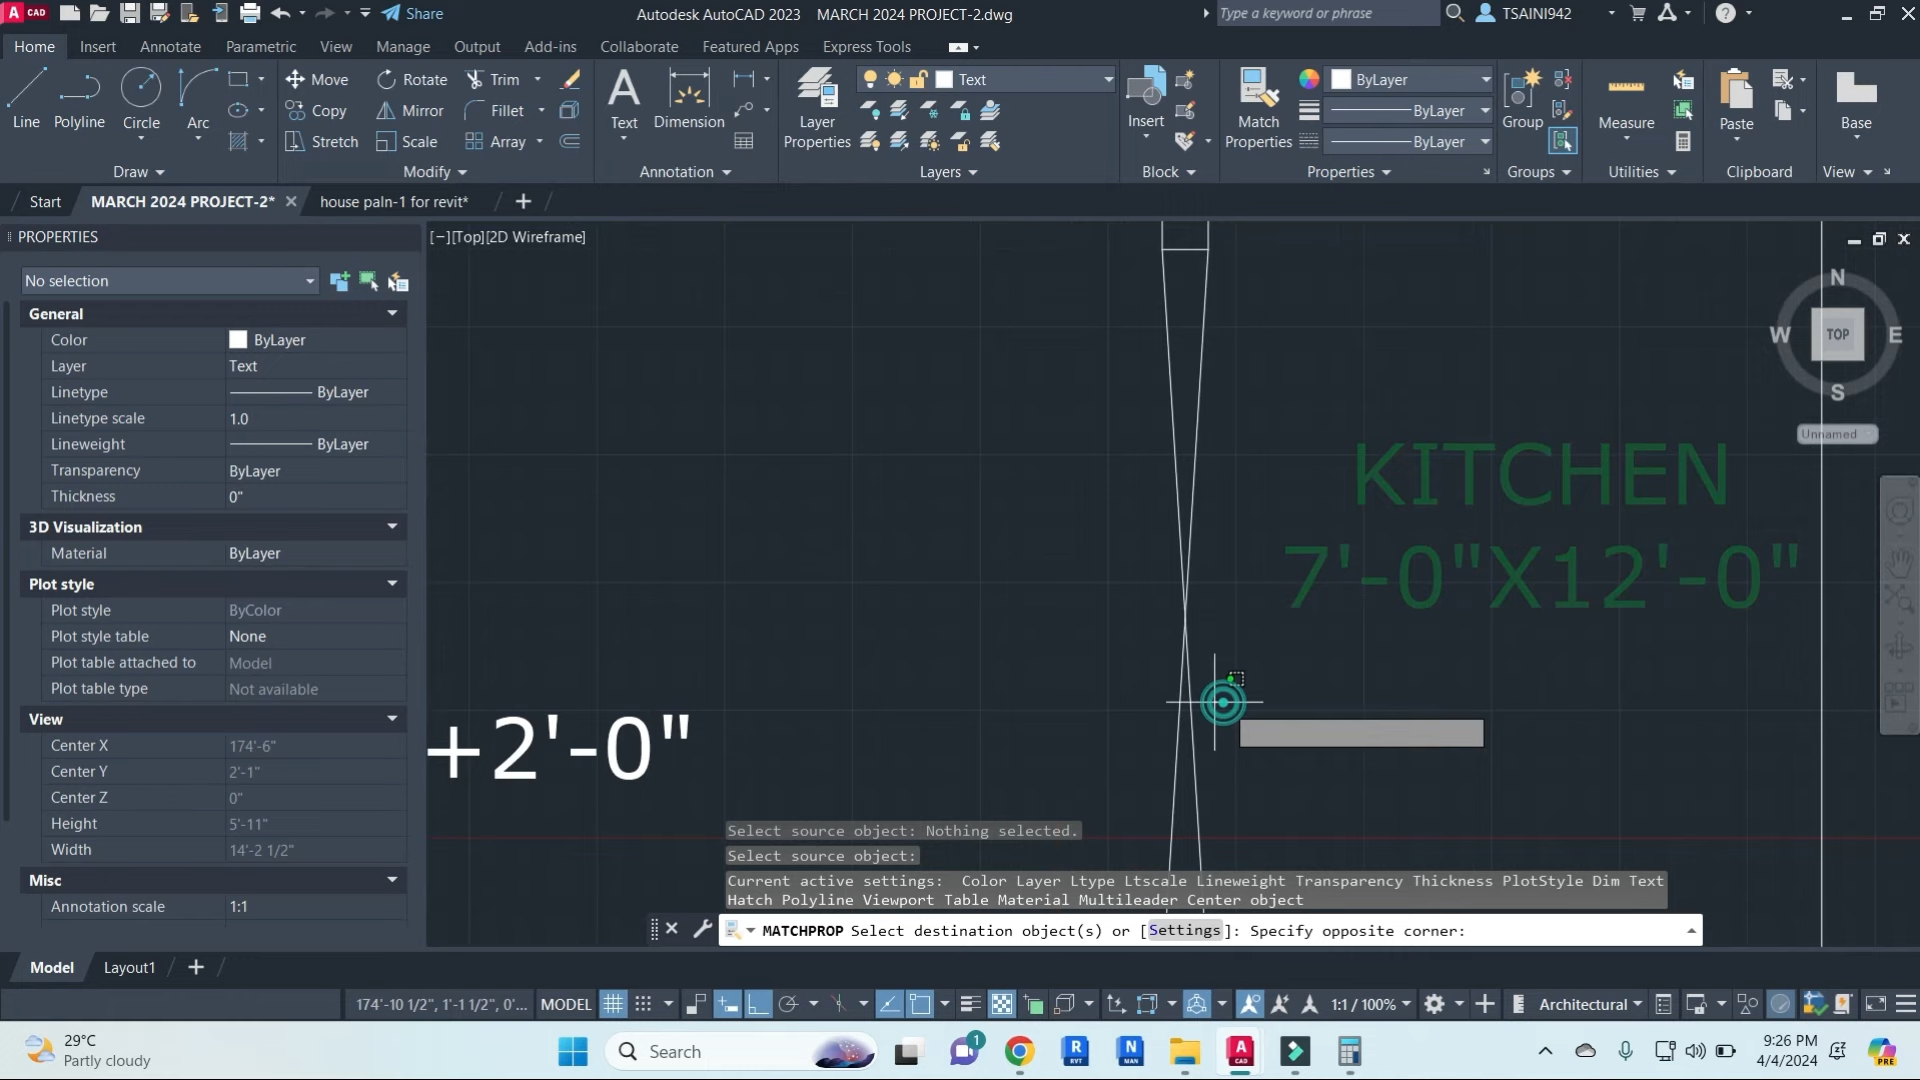 A CAD
Share
Autodesk AutoCAD 2023 MARCH 2024 PROJECT-2.dwg
Type a keyword or phrase
TSAINI942
Home Insert Annotate Parametric View Manage Output Add-ins Collaborate Featured Apps Express Tools
Line Polyline Circle Arc
Move Rotate Trim
Copy Mirror Fillet
Stretch Scale Array
Text Dimension
Layer Properties
Text
Insert
Match Properties
ByLayer
ByLayer
ByLayer
Group
Measure
Paste
Base
Draw Modify Annotation Layers Block Properties Groups Utilities Clipboard View
Start MARCH 2024 PROJECT-2* house paln-1 for revit*
PROPERTIES
No selection
General
Color ByLayer
Layer Text
Linetype ByLayer
Linetype scale 1.0
Lineweight ByLayer
Transparency ByLayer
Thickness 0"
3D Visualization
Material ByLayer
Plot style
Plot style ByColor
Plot style table None
Plot table attached to Model
Plot table type Not available
View
Center X 174'-6"
Center Y 2'-1"
Center Z 0"
Height 5'-11"
Width 14'-2 1/2"
Misc
Annotation scale 1:1
[−][Top][2D Wireframe]
N
W TOP E
S
Unnamed
KITCHEN
7'-0"X12'-0"
+2'-0"
Select source object: Nothing selected.
Select source object:
Current active settings: Color Layer Ltype Ltscale Lineweight Transparency Thickness PlotStyle Dim Text
Hatch Polyline Viewport Table Material Multileader Center object
MATCHPROP Select destination object(s) or [Settings]: Specify opposite corner:
Model Layout1
174'-10 1/2", 1'-1 1/2", 0'... MODEL 1:1 / 100% Architectural
29°C
Partly cloudy
Search
1
RVT
MAN
A CAD
9:26 PM
4/4/2024
PRE